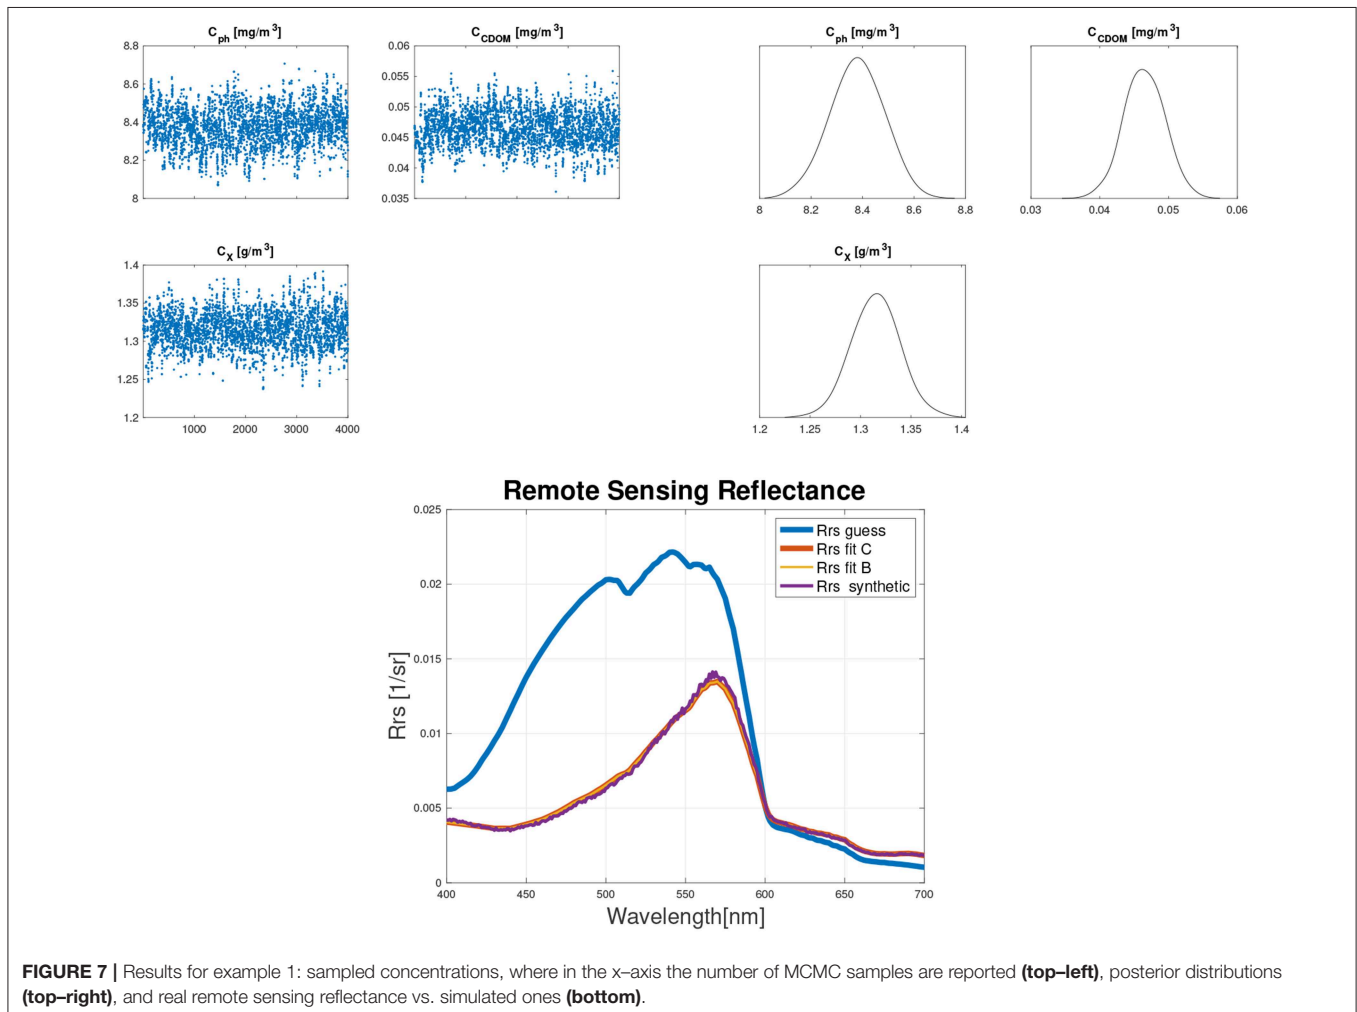 C_ph [mg/m^3]
8.8
8.6
8.4
8.2
8
C_CDOM [mg/m^3]
0.06
0.055
0.05
0.045
0.04
0.035
C_X [g/m^3]
1.4
1.35
1.3
1.25
1.2
1000 2000 3000 4000
C_ph [mg/m^3]
8 8.2 8.4 8.6 8.8
C_CDOM [mg/m^3]
0.03 0.04 0.05 0.06
C_X [g/m^3]
1.2 1.25 1.3 1.35 1.4
Remote Sensing Reflectance
Rrs [1/sr]
0.025
0.02
0.015
0.01
0.005
0
Rrs guess
Rrs fit C
Rrs fit B
Rrs synthetic
400 450 500 550 600 650 700
Wavelength[nm]
FIGURE 7 | Results for example 1: sampled concentrations, where in the x–axis the number of MCMC samples are reported (top–left), posterior distributions
(top–right), and real remote sensing reflectance vs. simulated ones (bottom).